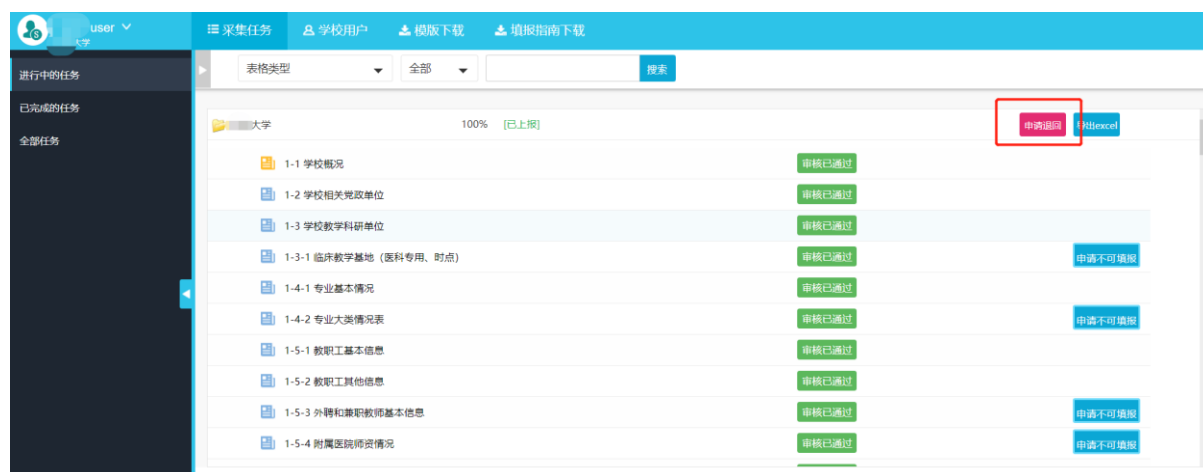 user
大学
采集任务 学校用户 模版下载 填报指南下载
进行中的任务
已完成的任务
全部任务
表格类型 全部 搜索
大学 100% [已上报] 申请退回 导出excel
1-1 学校概况 审核已通过
1-2 学校相关党政单位 审核已通过
1-3 学校教学科研单位 审核已通过
1-3-1 临床教学基地（医科专用、时点） 审核已通过 申请不可填报
1-4-1 专业基本情况 审核已通过
1-4-2 专业大类情况表 审核已通过 申请不可填报
1-5-1 教职工基本信息 审核已通过
1-5-2 教职工其他信息 审核已通过
1-5-3 外聘和兼职教师基本信息 审核已通过 申请不可填报
1-5-4 附属医院师资情况 审核已通过 申请不可填报